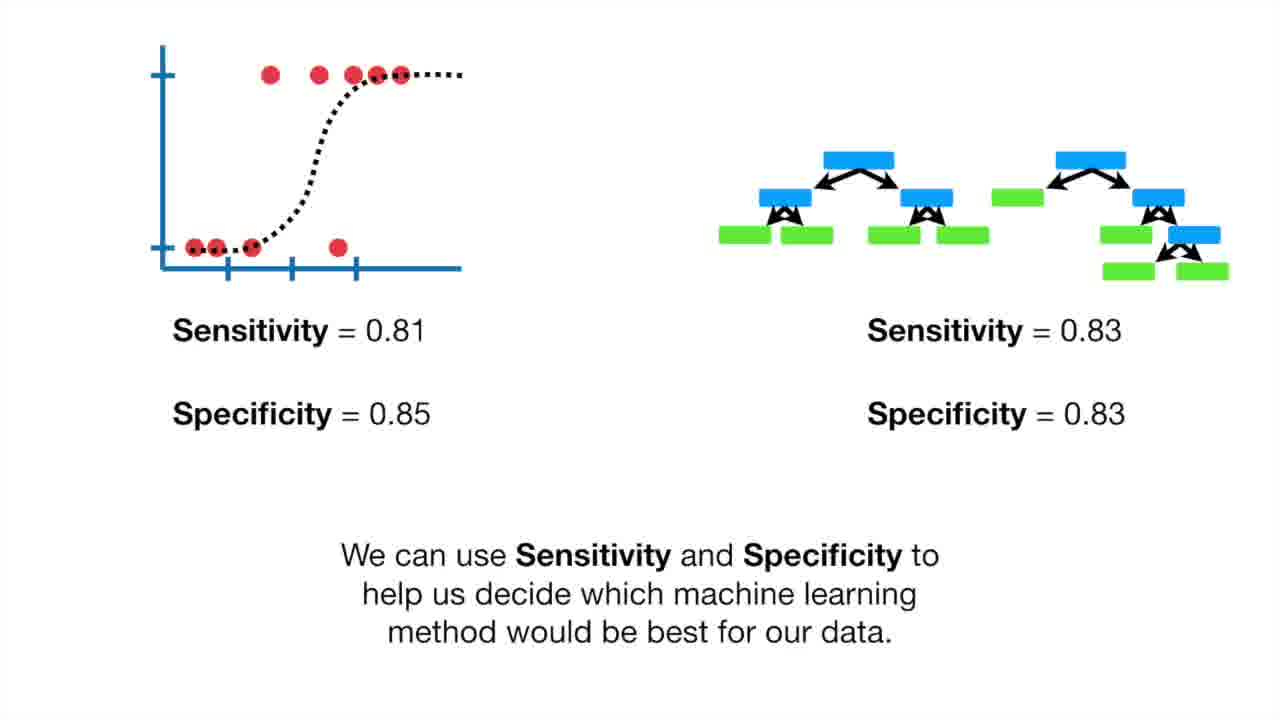 Sensitivity = 0.81
Sensitivity = 0.83
Specificity = 0.85
Specificity = 0.83
We can use Sensitivity and Specificity to
help us decide which machine learning
method would be best for our data.